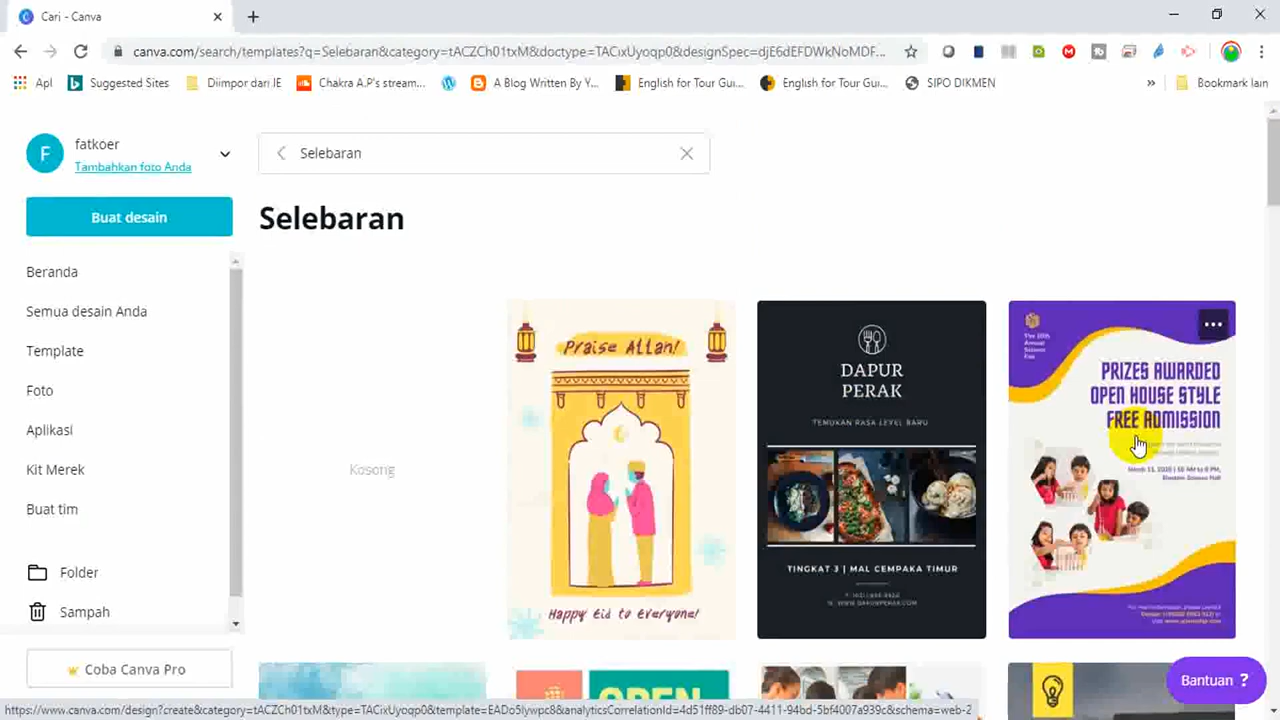 Cari - Canva
canva.com/search/templates?q=Selebaran&category=tACZCh01txM&doctype=TACixUyoqp0&designSpec=djE6dEFDWkNoMDF...
Apl
Suggested Sites
Diimpor dari IE
Chakra A.P's stream...
A Blog Written By Y...
English for Tour Gui...
English for Tour Gui...
SIPO DIKMEN
»
Bookmark lain
F
fatkoer
Tambahkan foto Anda
Selebaran
Buat desain
Selebaran
Beranda
Semua desain Anda
Template
Foto
Aplikasi
Kit Merek
Buat tim
Folder
Sampah
Coba Canva Pro
Kosong
Praise Allah!
Happy Eid to everyone!
DAPUR
PERAK
TEMUKAN RASA LEVEL BARU
TINGKAT 3 | MAL CEMPAKA TIMUR
The 10th
Annual
Science
Fair
PRIZES AWARDED
OPEN HOUSE STYLE
FREE ADMISSION
OPEN
Bantuan ?
https://www.canva.com/design?create&category=tACZCh01txM&type=TACixUyoqp0&template=EADo5lywpc8&analyticsCorrelationId=4d51ff89-db07-4411-94bd-5bf4007a939c&schema=web-2